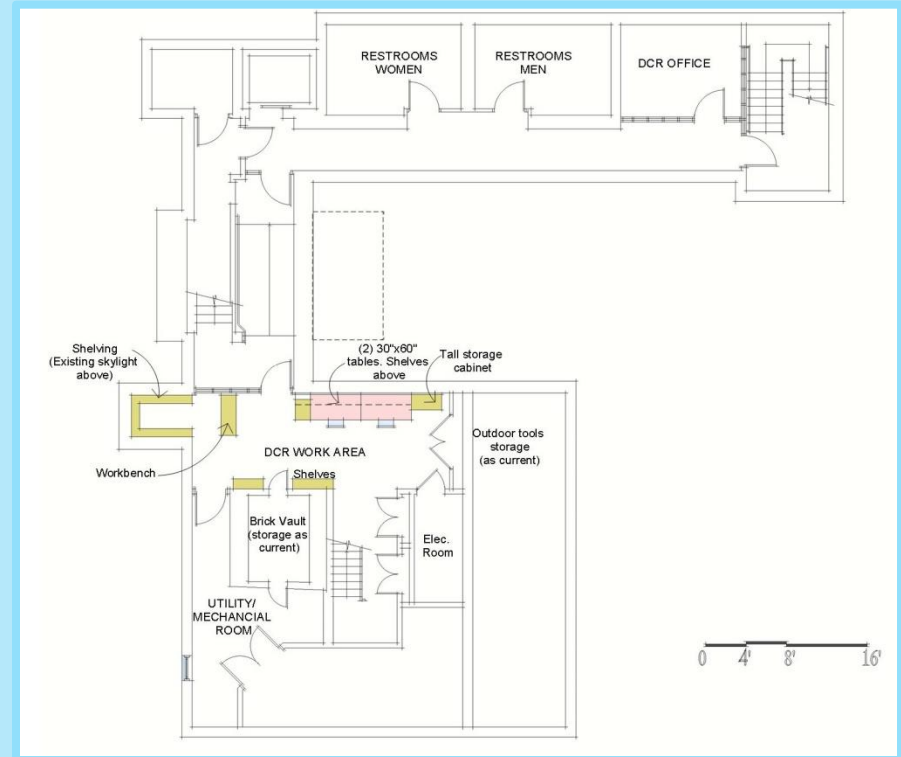 RESTROOMS
WOMEN
RESTROOMS
MEN
DCR OFFICE
Shelving
(Existing skylight
above)
(2) 30"x60"
tables. Shelves
above
Tall storage
cabinet
Workbench
DCR WORK AREA
Shelves
Outdoor tools
storage
(as current)
Brick Vault
(storage as
current)
Elec.
Room
UTILITY/
MECHANCIAL
ROOM
0 4' 8' 16'